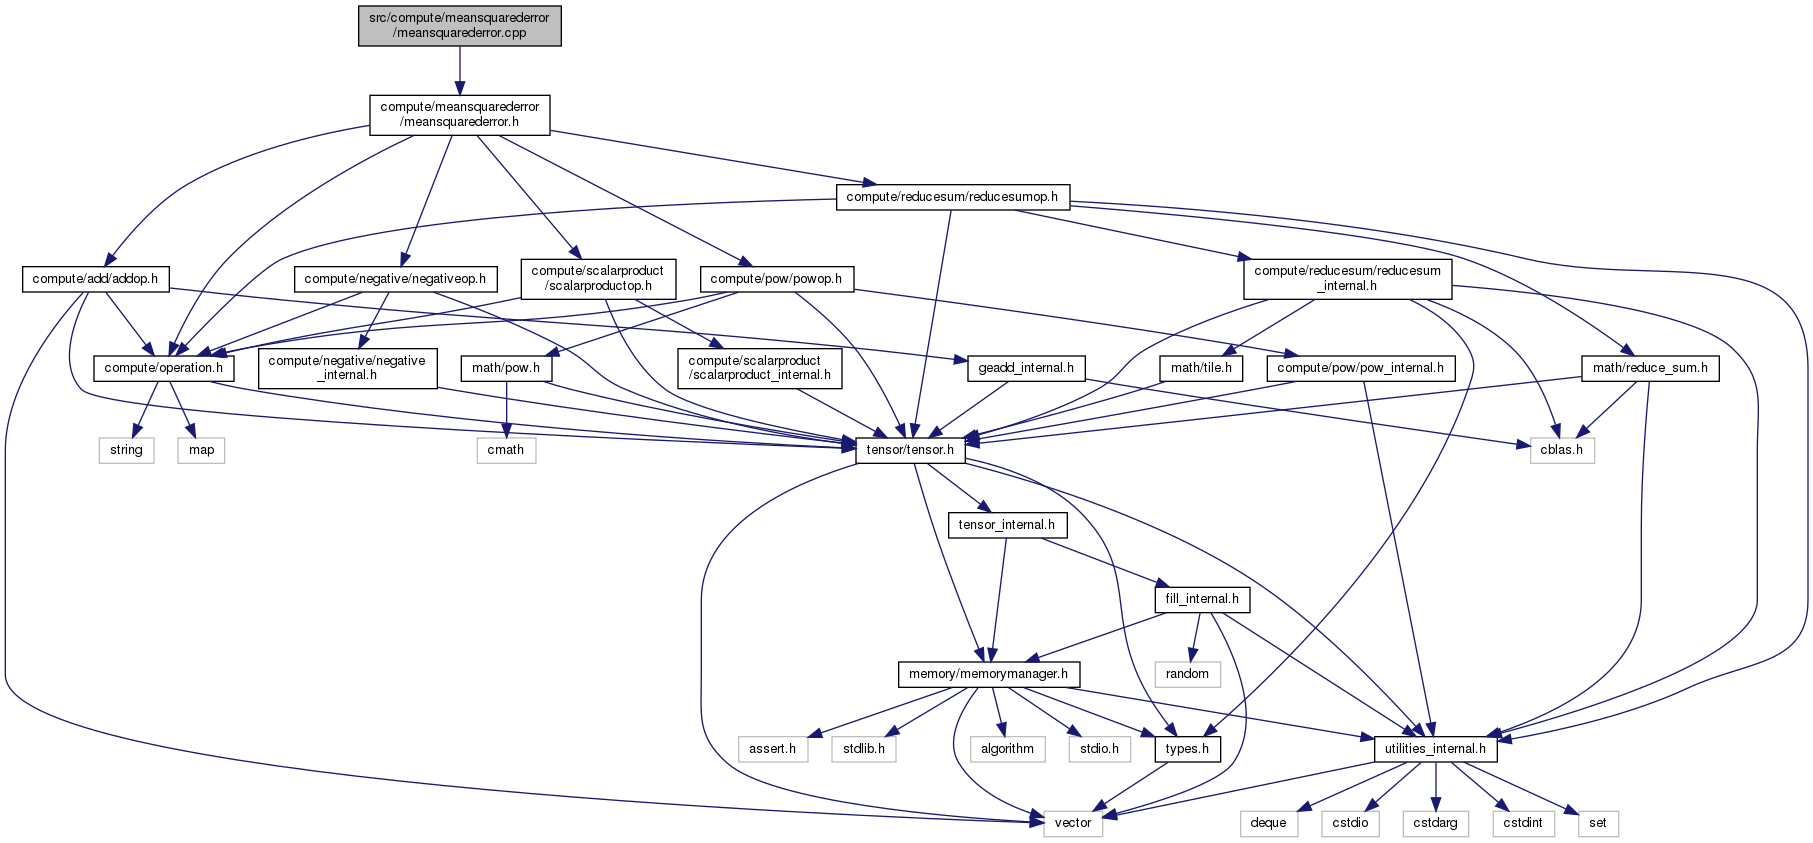 src/compute/meansquarederror
/meansquarederror.cpp
compute/meansquarederror
/meansquarederror.h
compute/reducesum/reducesumop.h
compute/add/addop.h
compute/negative/negativeop.h
compute/scalarproduct
/scalarproductop.h
compute/pow/powop.h
compute/reducesum/reducesum
_internal.h
compute/operation.h
compute/negative/negative
_internal.h
math/pow.h
compute/scalarproduct
/scalarproduct_internal.h
geadd_internal.h
math/tile.h
compute/pow/pow_internal.h
math/reduce_sum.h
string
map
cmath
tensor/tensor.h
cblas.h
tensor_internal.h
fill_internal.h
memory/memorymanager.h
random
assert.h
stdlib.h
algorithm
stdio.h
types.h
utilities_internal.h
vector
deque
cstdio
cstdarg
cstdint
set